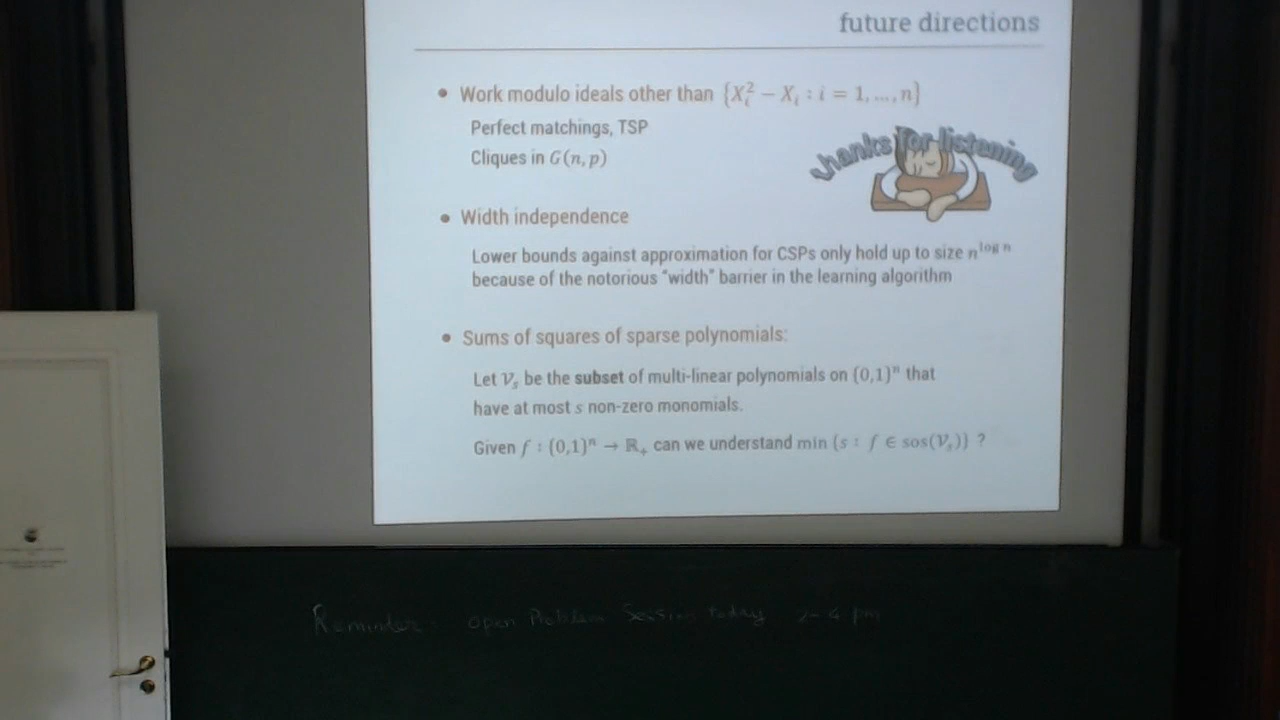 future directions
• Work modulo ideals other than {X_i^2 − X_i : i = 1, …, n}
Perfect matchings, TSP
Cliques in G(n, p)
thanks for listening
• Width independence
Lower bounds against approximation for CSPs only hold up to size n^{log n}
because of the notorious "width" barrier in the learning algorithm
• Sums of squares of sparse polynomials:
Let 𝒱_s be the subset of multi-linear polynomials on {0,1}^n that
have at most s non-zero monomials.
Given f : {0,1}^n → ℝ_+ can we understand min {s : f ∈ sos(𝒱_s)} ?
Reminder: Open Problem Session today 2-4 pm